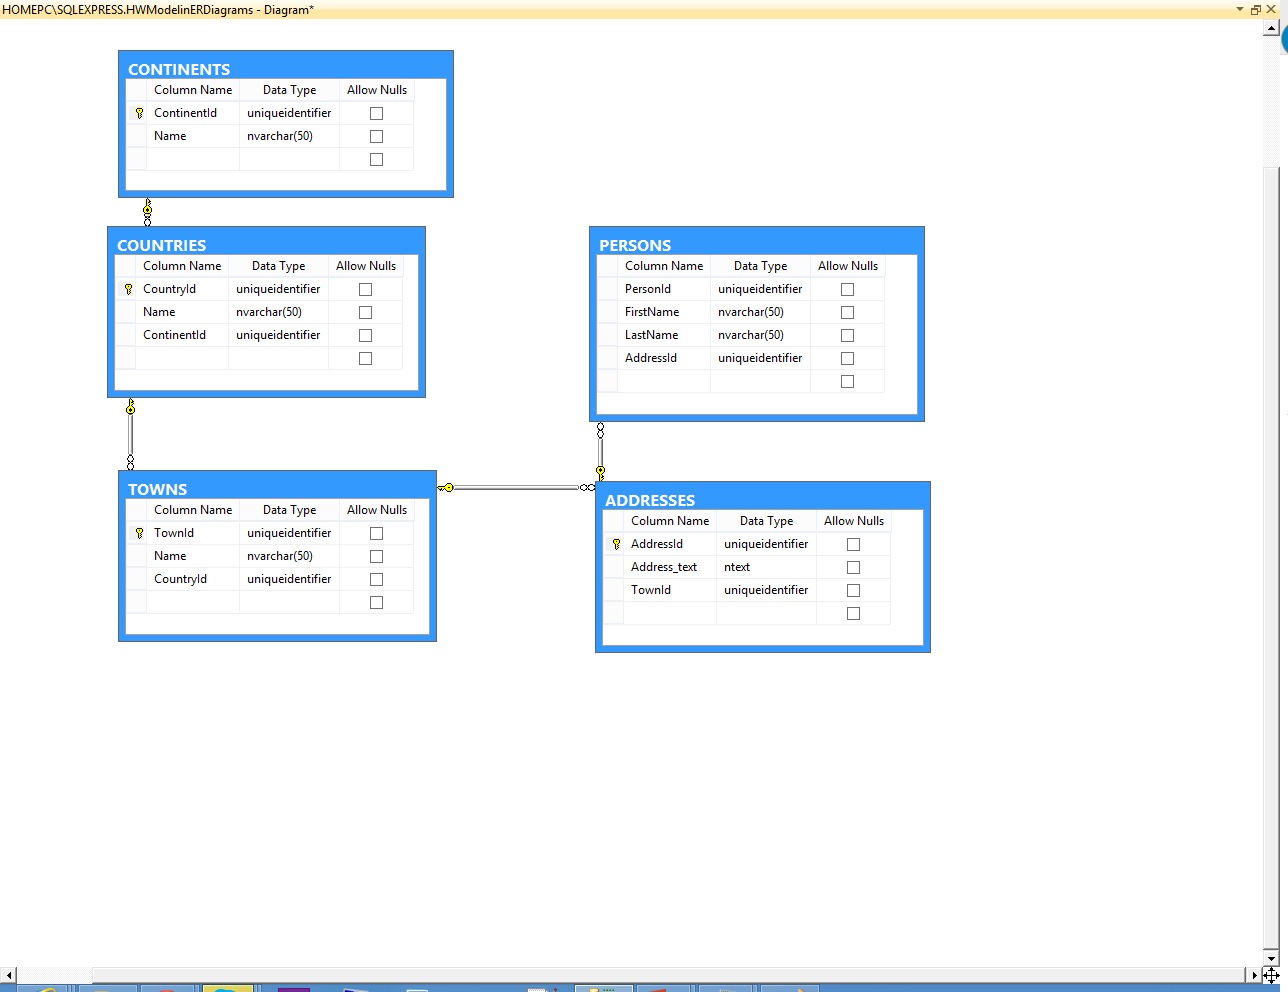 HOMEPC\SQLEXPRESS.HWModelinERDiagrams - Diagram*
CONTINENTS
Column Name Data Type Allow Nulls
ContinentId uniqueidentifier
Name nvarchar(50)
COUNTRIES
Column Name Data Type Allow Nulls
CountryId uniqueidentifier
Name nvarchar(50)
ContinentId uniqueidentifier
PERSONS
Column Name Data Type Allow Nulls
PersonId uniqueidentifier
FirstName nvarchar(50)
LastName nvarchar(50)
AddressId uniqueidentifier
TOWNS
Column Name Data Type Allow Nulls
TownId uniqueidentifier
Name nvarchar(50)
CountryId uniqueidentifier
ADDRESSES
Column Name Data Type Allow Nulls
AddressId uniqueidentifier
Address_text ntext
TownId uniqueidentifier